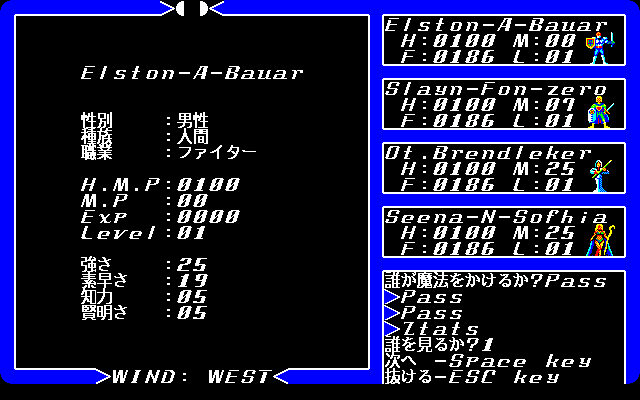 Elston-A-Bauar
性別　:男性
種族　:人間
職業　:ファイター
H.M.P:0100
M.P　:00
Exp　:0000
Level:01
強さ　:25
素早さ　:19
知力　:05
賢明さ　:05
WIND: WEST
Elston-A-Bauar
H:0100 M:00
F:0186 L:01
Slayn-Fon-zero
H:0100 M:09
F:0186 L:01
Ot.Brendleker
H:0100 M:25
F:0186 L:01
Seena-N-Sofhia
H:0100 M:25
F:0186 L:01
誰が魔法をかけるか?Pass
>Pass
>Pass
>Ztats
誰を見るか?1
次へ -Space key
抜ける-ESC key